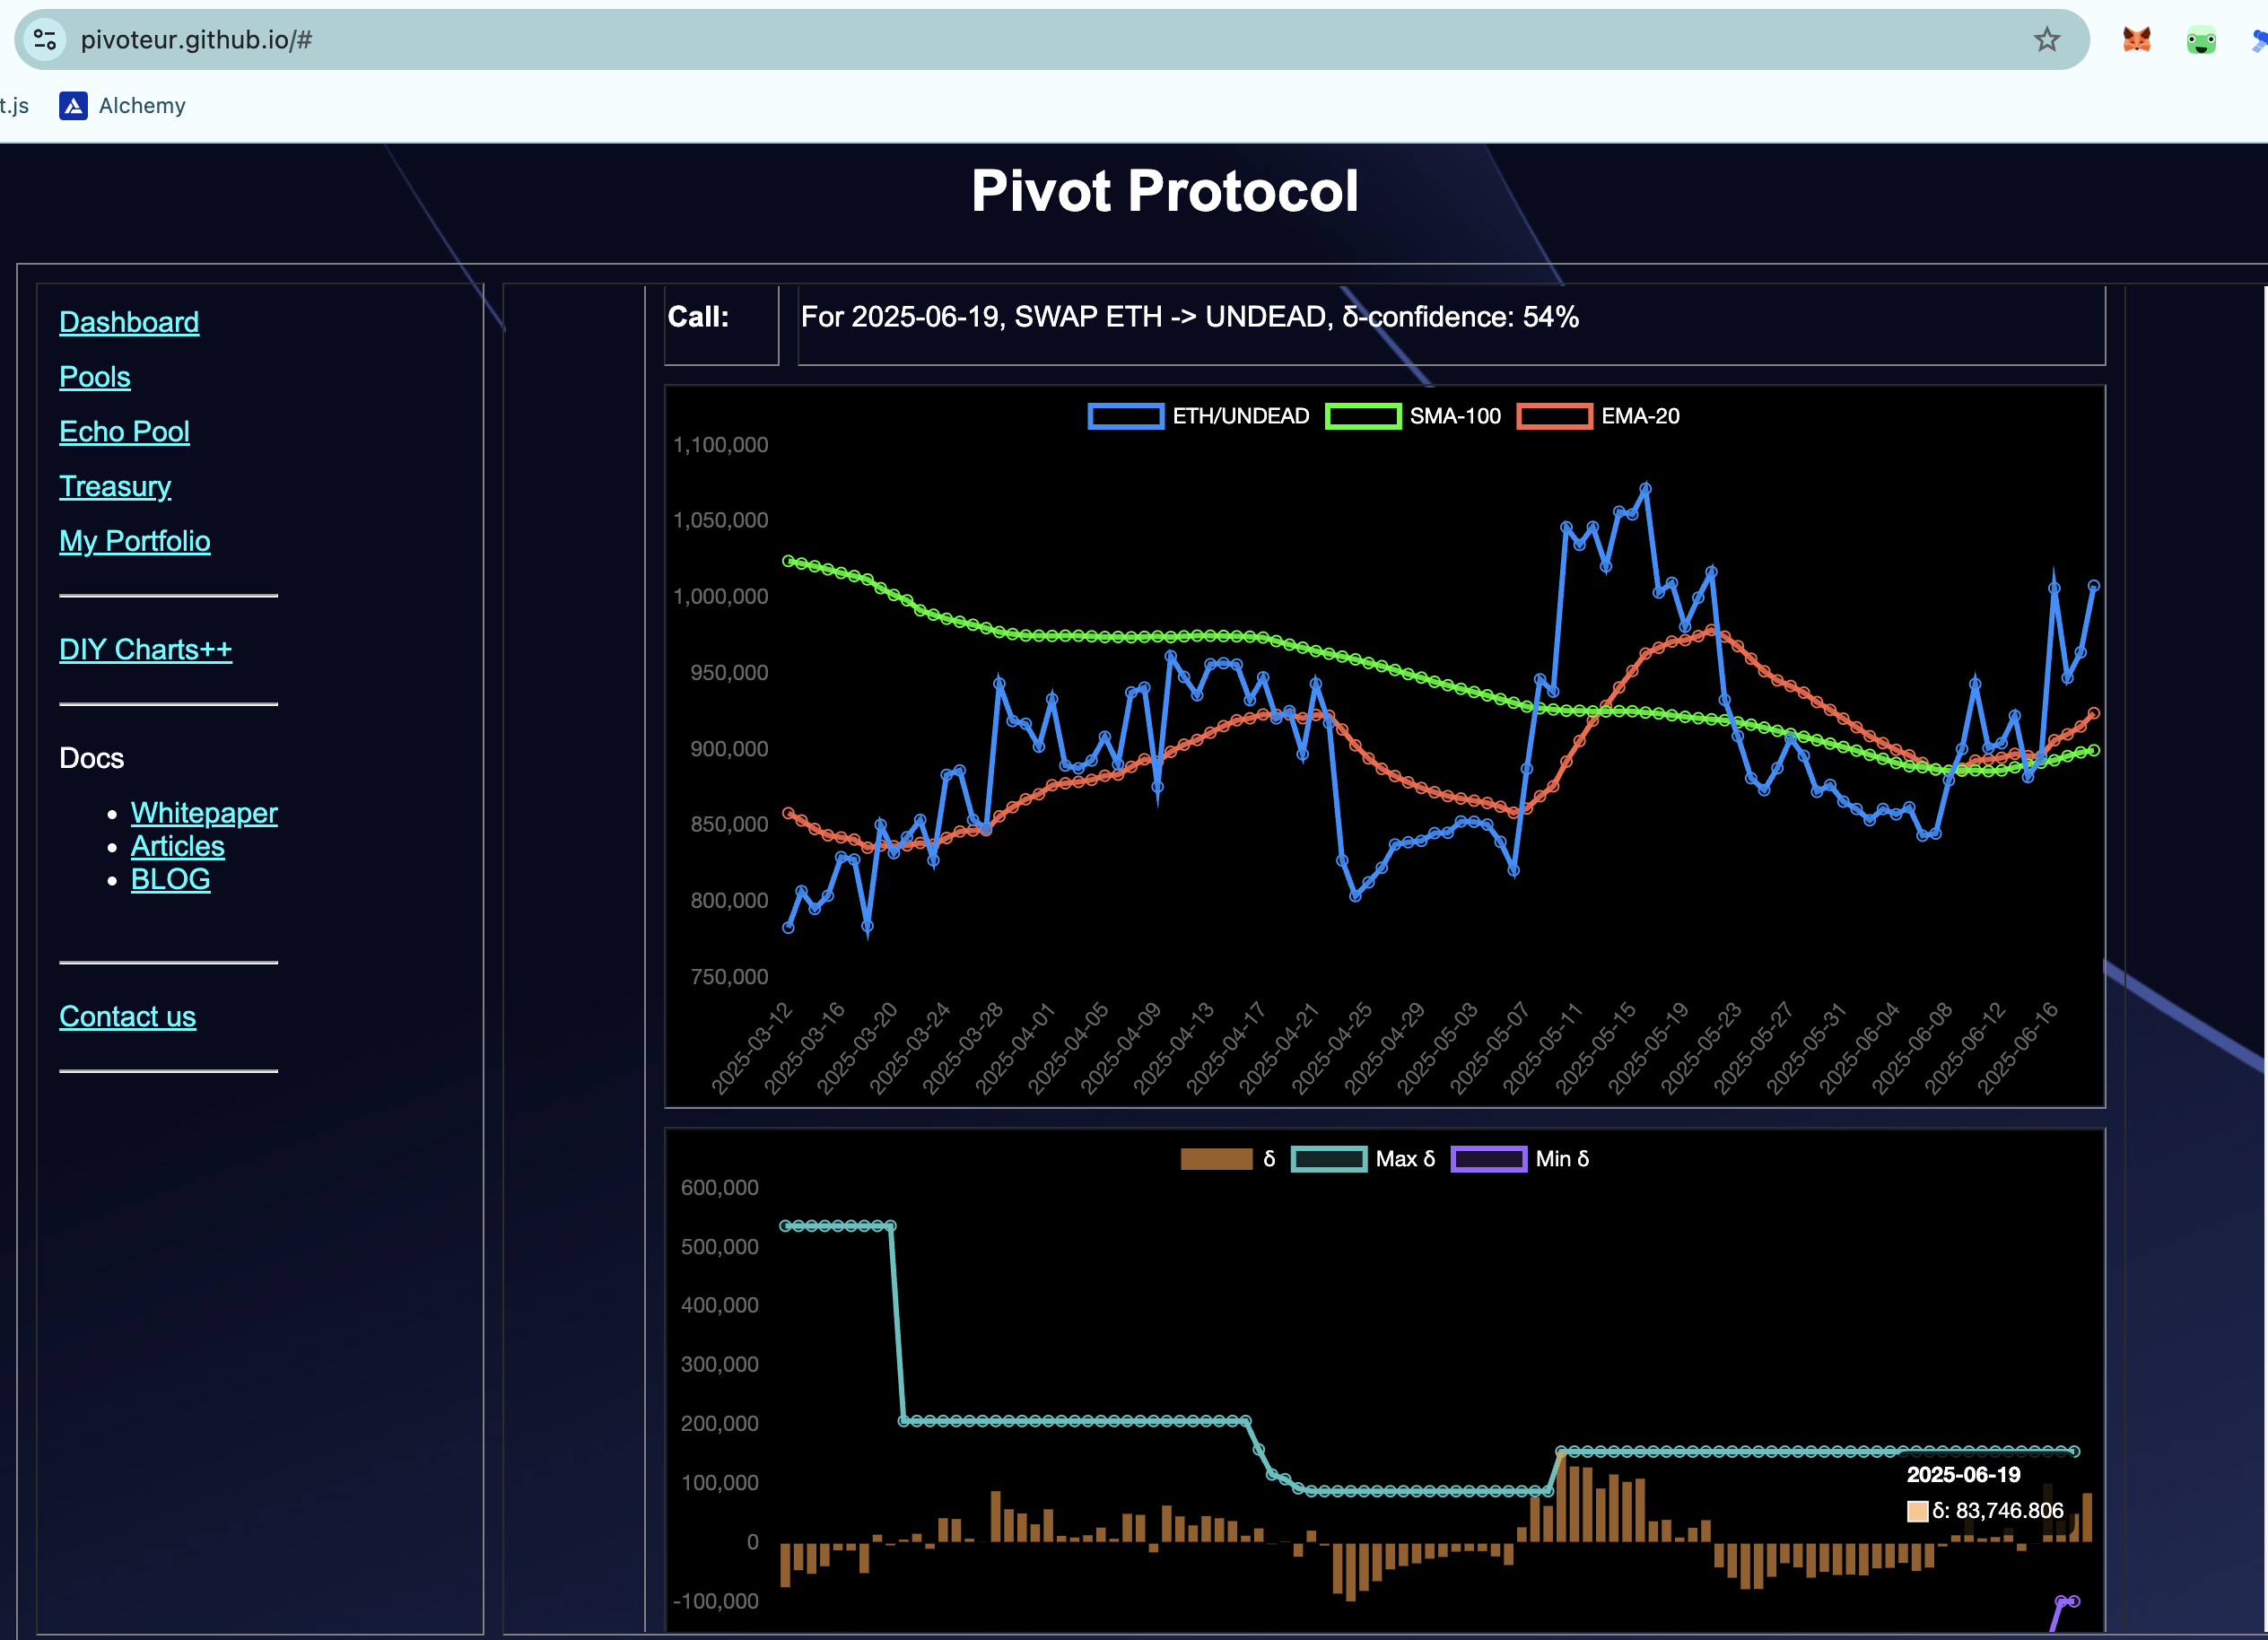 pivoteur.github.io/#
t.js Alchemy
Pivot Protocol
Dashboard
Pools
Echo Pool
Treasury
My Portfolio
DIY Charts++
Docs
• Whitepaper
• Articles
• BLOG
Contact us
Call: For 2025-06-19, SWAP ETH -> UNDEAD, δ-confidence: 54%
ETH/UNDEAD SMA-100 EMA-20
1,100,000
1,050,000
1,000,000
950,000
900,000
850,000
800,000
750,000
2025-03-12 2025-03-16 2025-03-20 2025-03-24 2025-03-28 2025-04-01 2025-04-05 2025-04-09 2025-04-13 2025-04-17 2025-04-21 2025-04-25 2025-04-29 2025-05-03 2025-05-07 2025-05-11 2025-05-15 2025-05-19 2025-05-23 2025-05-27 2025-05-31 2025-06-04 2025-06-08 2025-06-12 2025-06-16
δ Max δ Min δ
600,000
500,000
400,000
300,000
200,000
100,000
0
-100,000
2025-06-19
δ: 83,746.806